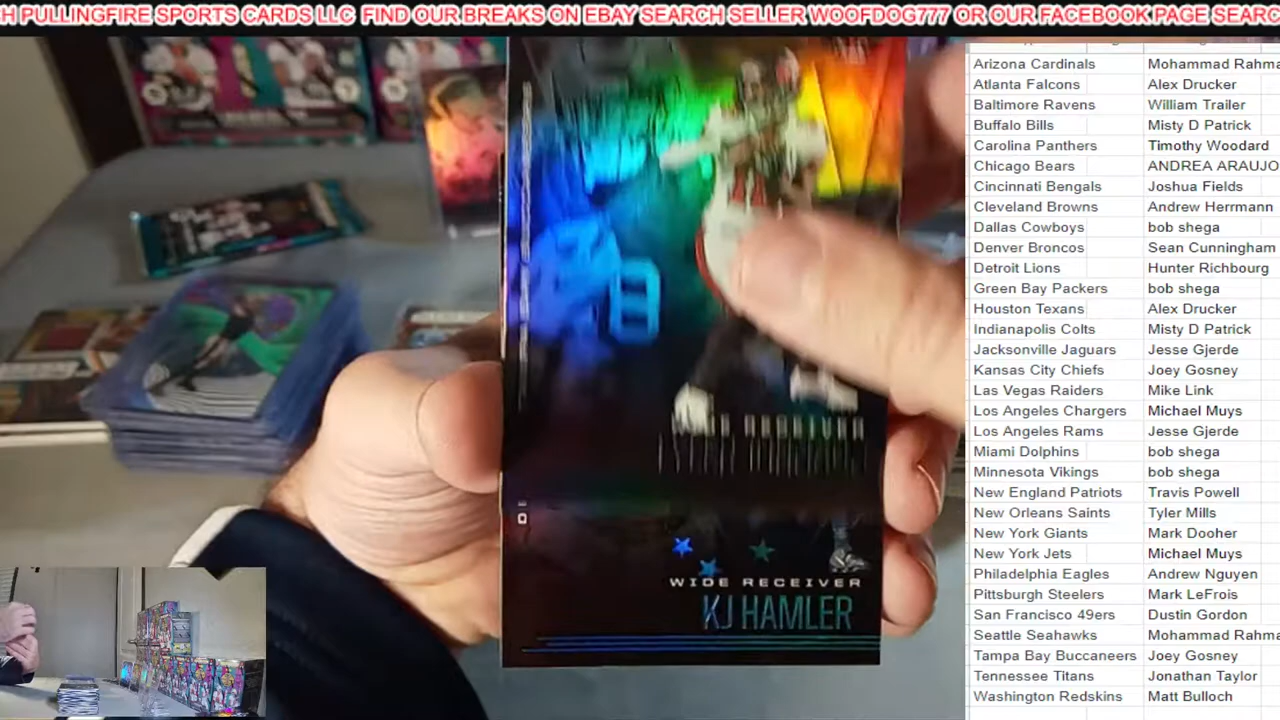 H PULLINGFIRE SPORTS CARDS LLC FIND OUR BREAKS ON EBAY SEARCH SELLER WOOFDOG777 OR OUR FACEBOOK PAGE SEARC
Arizona Cardinals Mohammad Rahma
Atlanta Falcons Alex Drucker
Baltimore Ravens William Trailer
Buffalo Bills Misty D Patrick
Carolina Panthers Timothy Woodard
Chicago Bears ANDREA ARAUJO
Cincinnati Bengals Joshua Fields
Cleveland Browns Andrew Herrmann
Dallas Cowboys bob shega
Denver Broncos Sean Cunningham
Detroit Lions Hunter Richbourg
Green Bay Packers bob shega
Houston Texans Alex Drucker
Indianapolis Colts Misty D Patrick
Jacksonville Jaguars Jesse Gjerde
Kansas City Chiefs Joey Gosney
Las Vegas Raiders Mike Link
Los Angeles Chargers Michael Muys
Los Angeles Rams Jesse Gjerde
Miami Dolphins bob shega
Minnesota Vikings bob shega
New England Patriots Travis Powell
New Orleans Saints Tyler Mills
New York Giants Mark Dooher
New York Jets Michael Muys
Philadelphia Eagles Andrew Nguyen
Pittsburgh Steelers Mark LeFrois
San Francisco 49ers Dustin Gordon
Seattle Seahawks Mohammad Rahma
Tampa Bay Buccaneers Joey Gosney
Tennessee Titans Jonathan Taylor
Washington Redskins Matt Bulloch
WIDE RECEIVER
KJ HAMLER